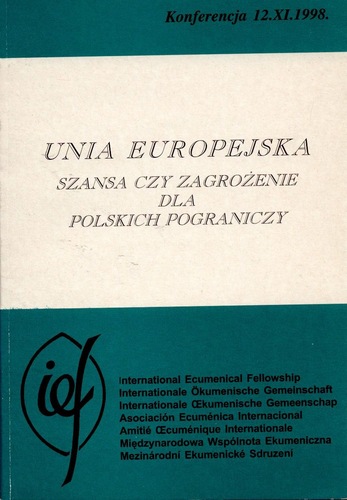 Konferencja 12.XI.1998.
UNIA EUROPEJSKA
SZANSA CZY ZAGROŻENIE
DLA
POLSKICH POGRANICZY
ief
International Ecumenical Fellowship
Internationale Ökumenische Gemeinschaft
Internationale Œkumenische Gemeenschap
Asociación Ecuménica Internacional
Amitié Œcuménique Internationale
Międzynarodowa Wspólnota Ekumeniczna
Mezinárodní Ekumenické Sdruzení